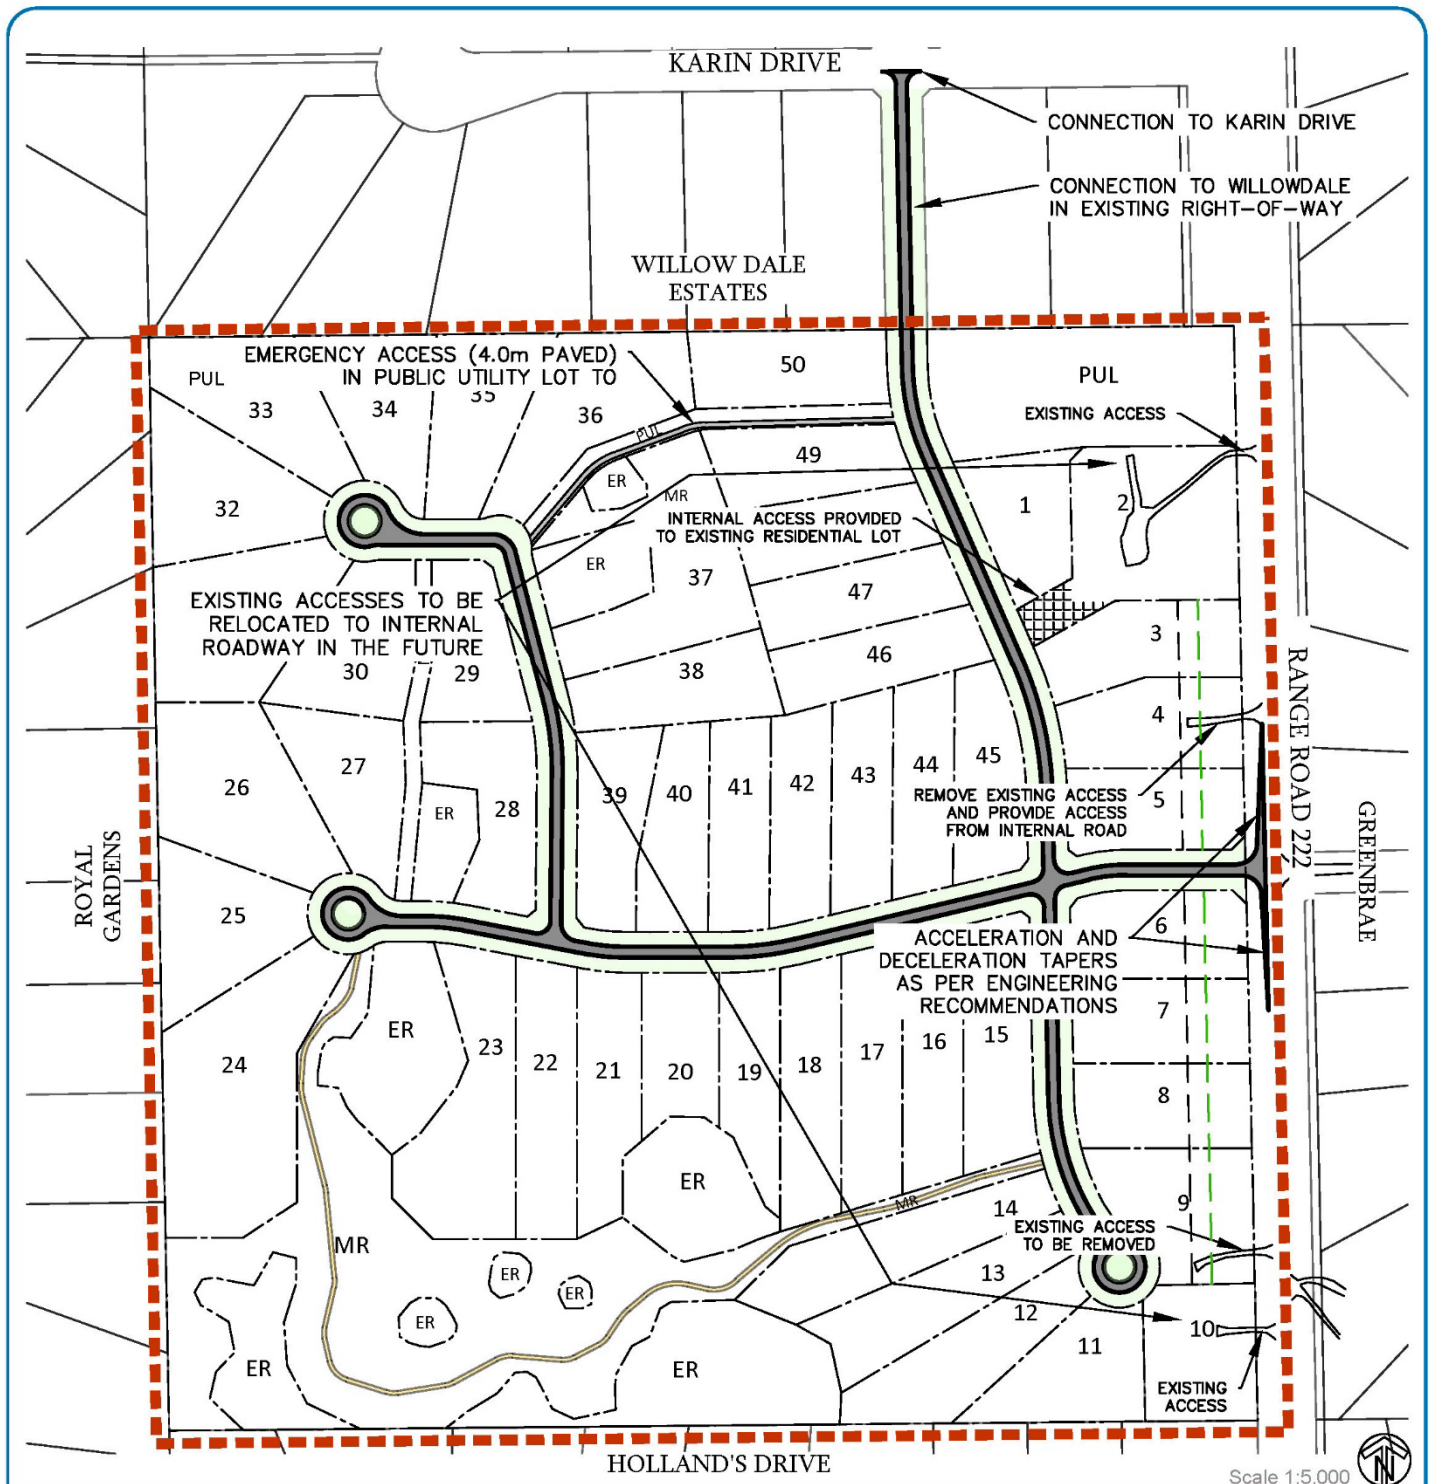 KARIN DRIVE
CONNECTION TO KARIN DRIVE
CONNECTION TO WILLOWDALE
IN EXISTING RIGHT-OF-WAY
WILLOW DALE
ESTATES
EMERGENCY ACCESS (4.0m PAVED)
IN PUBLIC UTILITY LOT TO
50
PUL
PUL
33
34
35
36
EXISTING ACCESS
PUL
49
ER
MR
32
1
2
INTERNAL ACCESS PROVIDED
TO EXISTING RESIDENTIAL LOT
ER
37
47
EXISTING ACCESSES TO BE
RELOCATED TO INTERNAL
ROADWAY IN THE FUTURE
3
46
30
29
38
RANGE ROAD 222
4
26
27
28
ER
39
40
41
42
43
44
45
REMOVE EXISTING ACCESS
AND PROVIDE ACCESS
FROM INTERNAL ROAD
5
ROYAL
GARDENS
GREENBRAE
25
6
ACCELERATION AND
DECELERATION TAPERS
AS PER ENGINEERING
RECOMMENDATIONS
7
ER
24
23
22
21
20
19
18
17
16
15
8
ER
MR
9
14
EXISTING ACCESS
TO BE REMOVED
MR
ER
ER
13
12
10
ER
11
ER
ER
EXISTING
ACCESS
HOLLAND'S DRIVE
N
Scale 1:5,000